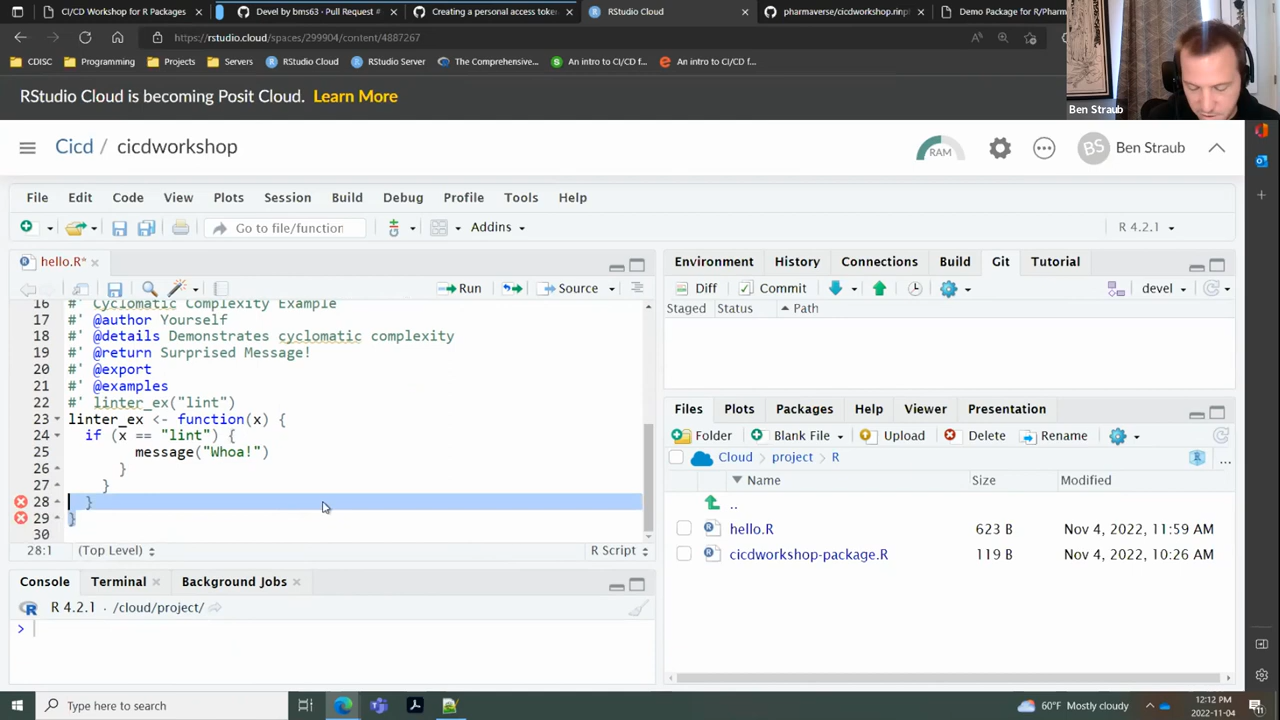 CI/CD Workshop for R Packages
Devel by bms63 · Pull Request #
Creating a personal access token
RStudio Cloud
pharmaverse/cicdworkshop.rinp
Demo Package for R/Pharm
https://rstudio.cloud/spaces/299904/content/4887267
CDISC
Programming
Projects
Servers
RStudio Cloud
RStudio Server
The Comprehensive...
An intro to CI/CD f...
An intro to CI/CD f...
RStudio Cloud is becoming Posit Cloud. Learn More
Ben Straub
Cicd / cicdworkshop
RAM
BS
Ben Straub
File Edit Code View Plots Session Build Debug Profile Tools Help
Go to file/function
Addins
R 4.2.1
hello.R*
Run
Source
16 Cyclomatic Complexity Example
17 #' @author Yourself
18 #' @details Demonstrates cyclomatic complexity
19 #' @return Surprised Message!
20 #' @export
21 #' @examples
22 #' linter_ex("lint")
23 linter_ex <- function(x) {
24 if (x == "lint") {
25 message("Whoa!")
26 }
27 }
28 }
29 }
30
28:1 (Top Level) R Script
Console Terminal Background Jobs
R 4.2.1 · /cloud/project/
>
Environment History Connections Build Git Tutorial
Diff Commit devel
Staged Status Path
Files Plots Packages Help Viewer Presentation
Folder Blank File Upload Delete Rename
Cloud project R
...
Name Size Modified
..
hello.R 623 B Nov 4, 2022, 11:59 AM
cicdworkshop-package.R 119 B Nov 4, 2022, 10:26 AM
Type here to search
60°F Mostly cloudy
12:12 PM
2022-11-04
11